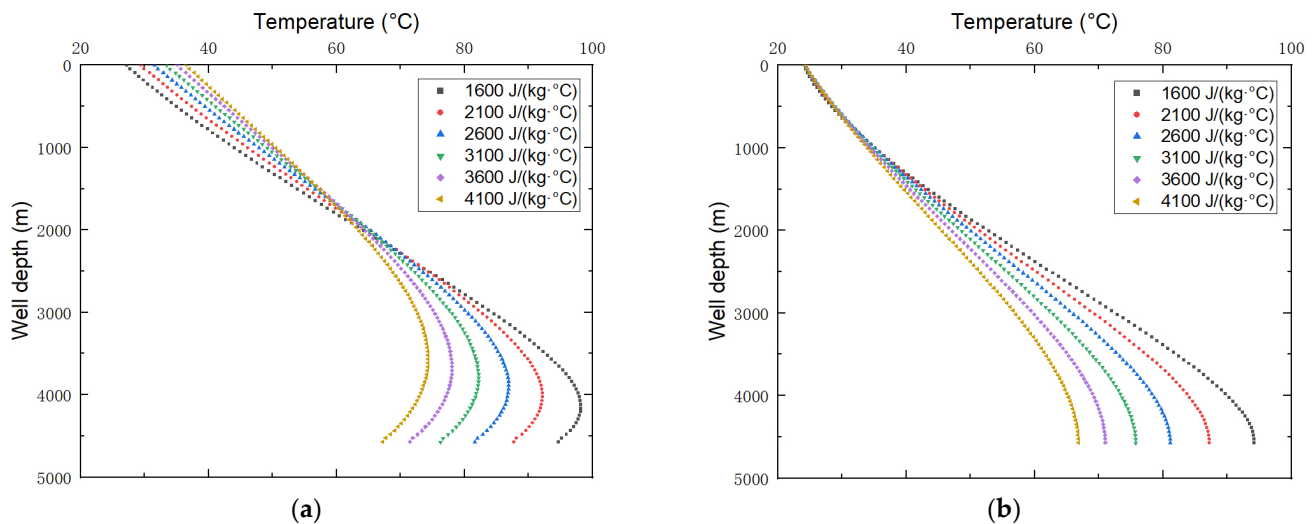 Temperature (°C)
20 40 60 80 100
0
1000
2000
3000
4000
5000
Well depth (m)
1600 J/(kg·°C)
2100 J/(kg·°C)
2600 J/(kg·°C)
3100 J/(kg·°C)
3600 J/(kg·°C)
4100 J/(kg·°C)
(a)
Temperature (°C)
20 40 60 80 100
0
1000
2000
3000
4000
5000
Well depth (m)
1600 J/(kg·°C)
2100 J/(kg·°C)
2600 J/(kg·°C)
3100 J/(kg·°C)
3600 J/(kg·°C)
4100 J/(kg·°C)
(b)